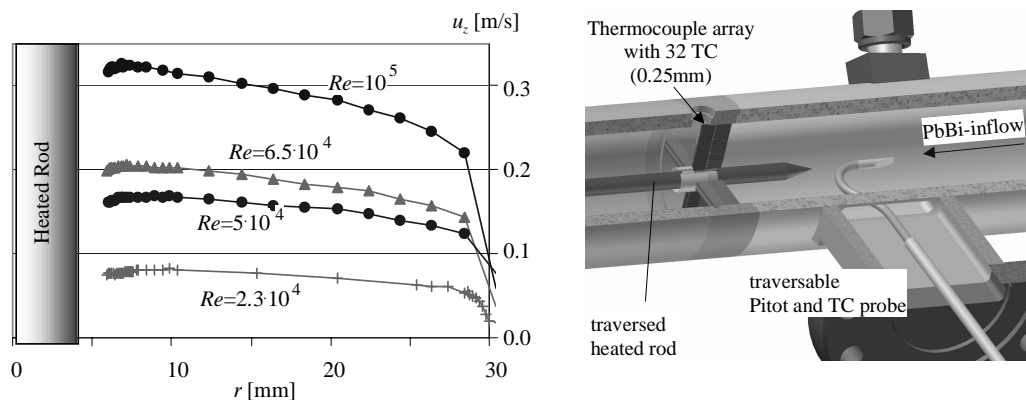 u_z [m/s]
0.3
0.2
0.1
0.0
Re=10^5
Re=6.5·10^4
Re=5·10^4
Re=2.3·10^4
Heated Rod
0
10
20
30
r [mm]
Thermocouple array
with 32 TC
(0.25mm)
PbBi-inflow
traversable
Pitot and TC probe
traversed
heated rod